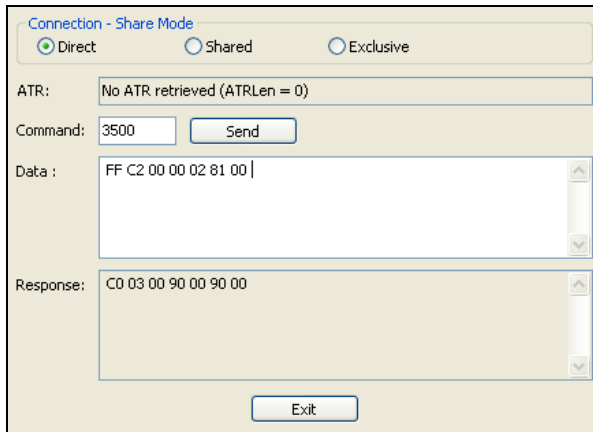 Connection - Share Mode
Direct Shared Exclusive
ATR: No ATR retrieved (ATRLen = 0)
Command: 3500 Send
Data : FF C2 00 00 02 81 00
Response: C0 03 00 90 00 90 00
Exit